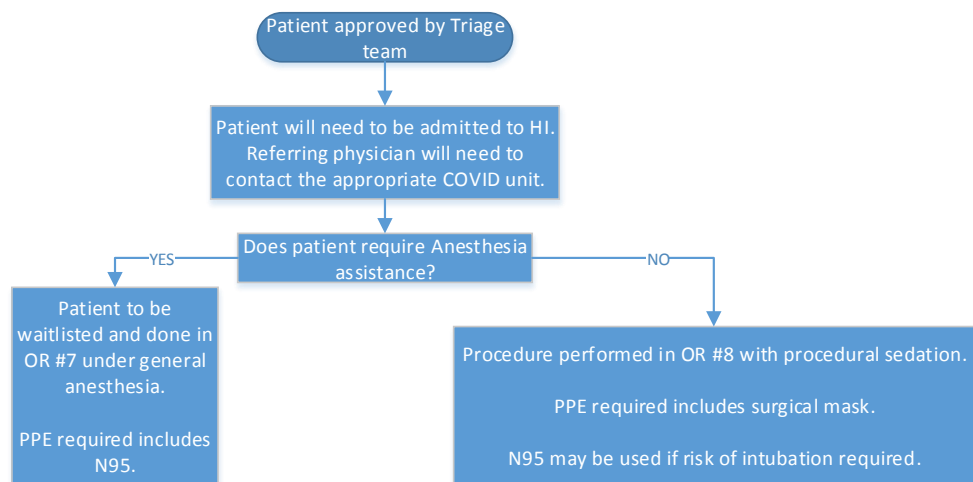 Patient approved by Triage
team
Patient will need to be admitted to HI.
Referring physician will need to
contact the appropriate COVID unit.
Does patient require Anesthesia
assistance?
YES
NO
Patient to be
waitlisted and done in
OR #7 under general
anesthesia.
PPE required includes
N95.
Procedure performed in OR #8 with procedural sedation.
PPE required includes surgical mask.
N95 may be used if risk of intubation required.